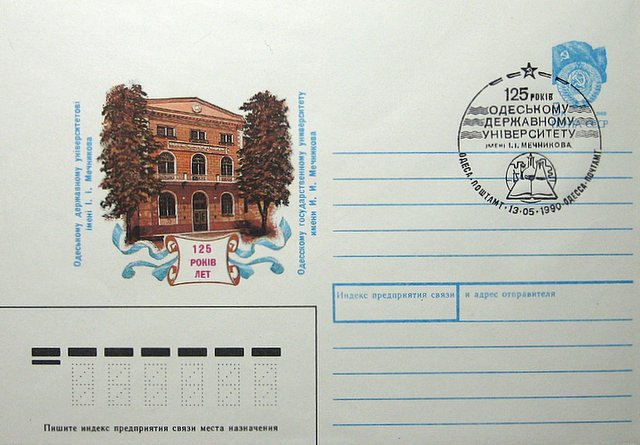 Одеському державному університетові
імені І. І. Мечникова
125
РОКІВ
ЛЕТ
Одесскому государственному университету
имени И. И. Мечникова
125 РОКІВ
ОДЕСЬКОМУ
ДЕРЖАВНОМУ
УНІВЕРСИТЕТУ
ІМЕНІ І.І. МЕЧНИКОВА
ОДЕСА-ПОШТАМТ · 13·05·1990 · ОДЕССА-ПОЧТАМТ
Индекс предприятия связи и адрес отправителя
Пишите индекс предприятия связи места назначения